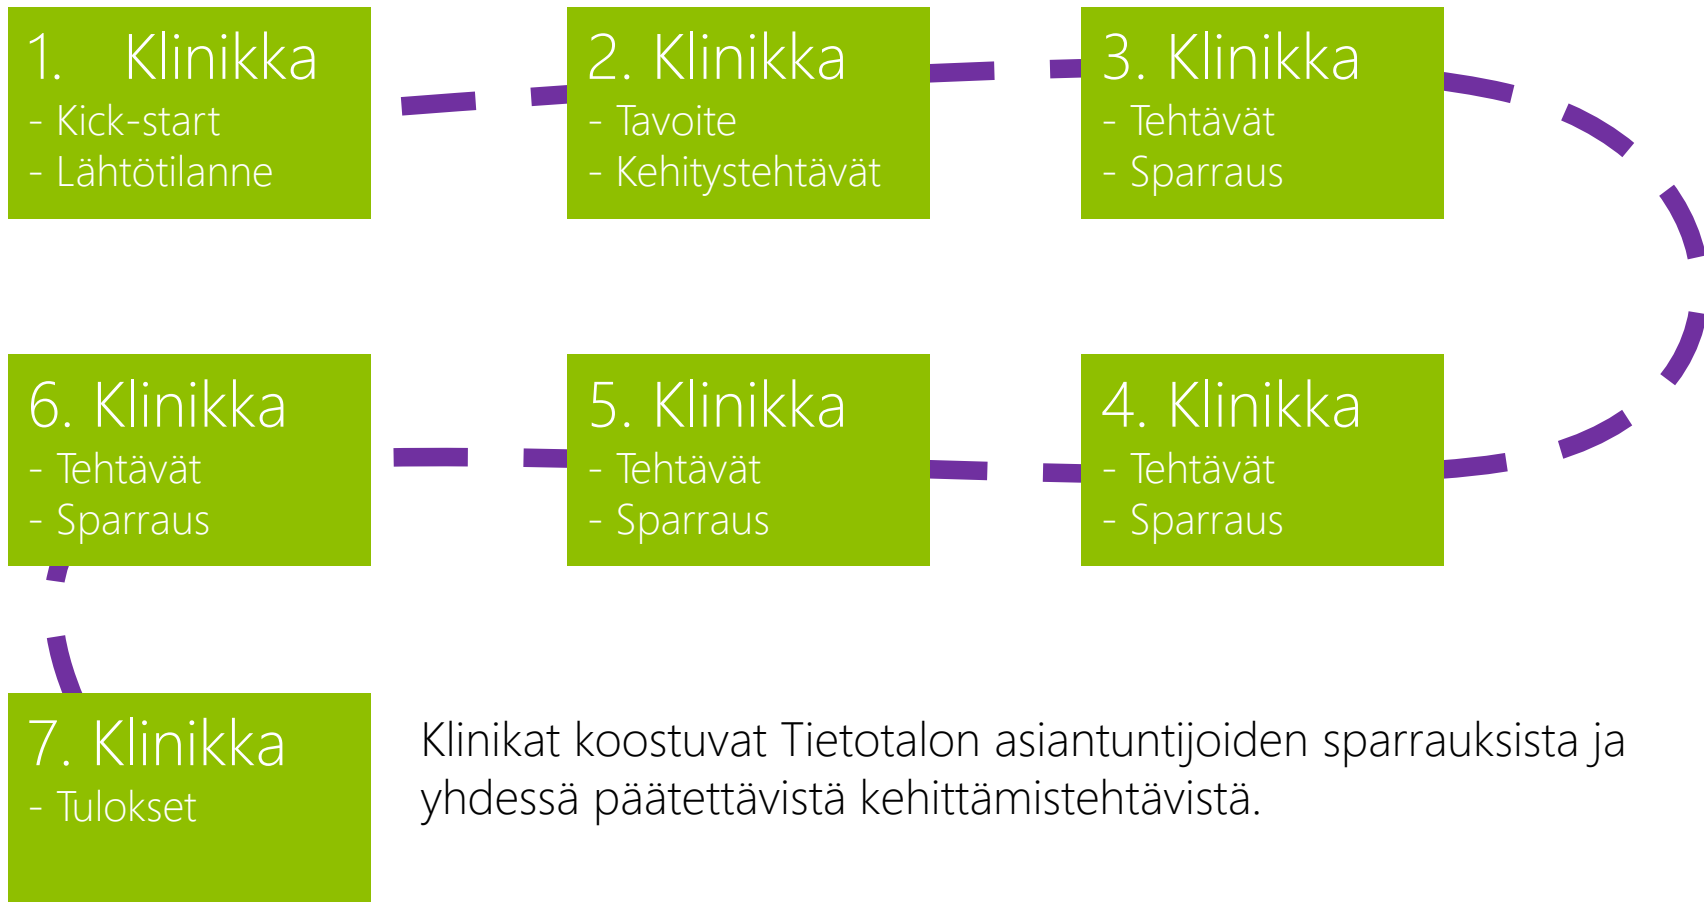 1. Klinikka
- Kick-start
- Lähtötilanne
2. Klinikka
- Tavoite
- Kehitystehtävät
3. Klinikka
- Tehtävät
- Sparraus
4. Klinikka
- Tehtävät
- Sparraus
5. Klinikka
- Tehtävät
- Sparraus
6. Klinikka
- Tehtävät
- Sparraus
7. Klinikka
- Tulokset
Klinikat koostuvat Tietotalon asiantuntijoiden sparrauksista ja
yhdessä päätettävistä kehittämistehtävistä.